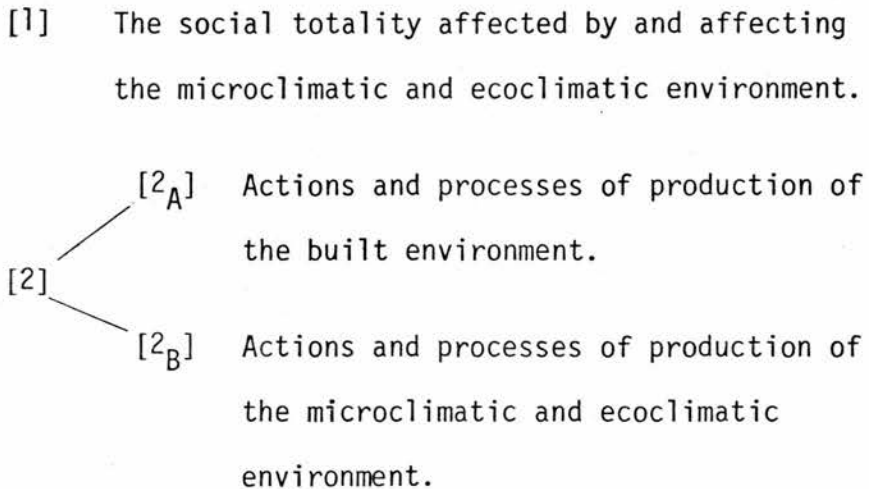 [1] The social totality affected by and affecting
the microclimatic and ecoclimatic environment.
[2A] Actions and processes of production of
the built environment.
[2]
[2B] Actions and processes of production of
the microclimatic and ecoclimatic
environment.